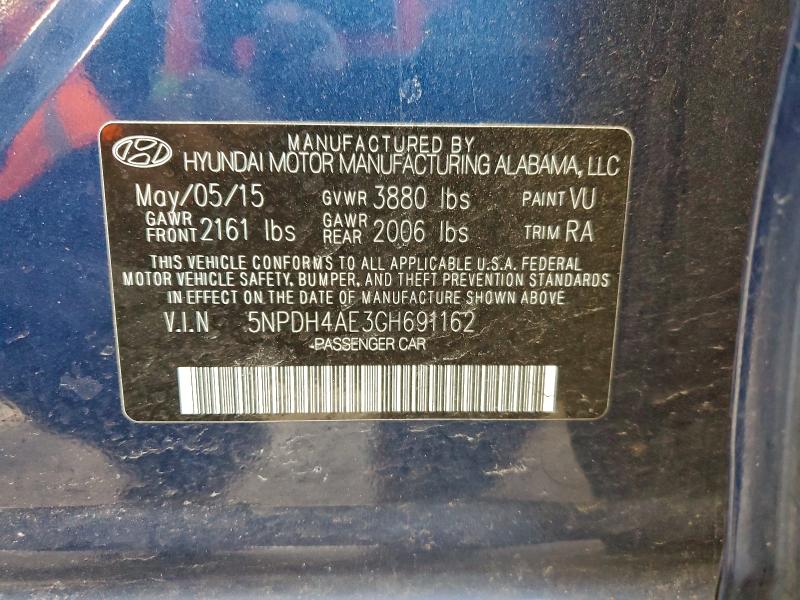 MANUFACTURED BY
HYUNDAI MOTOR MANUFACTURING ALABAMA, LLC
May/05/15 GVWR 3880 lbs PAINT VU
GAWR FRONT 2161 lbs GAWR REAR 2006 lbs TRIM RA
THIS VEHICLE CONFORMS TO ALL APPLICABLE U.S.A. FEDERAL
MOTOR VEHICLE SAFETY, BUMPER, AND THEFT PREVENTION STANDARDS
IN EFFECT ON THE DATE OF MANUFACTURE SHOWN ABOVE
V.I.N 5NPDH4AE3GH691162
PASSENGER CAR